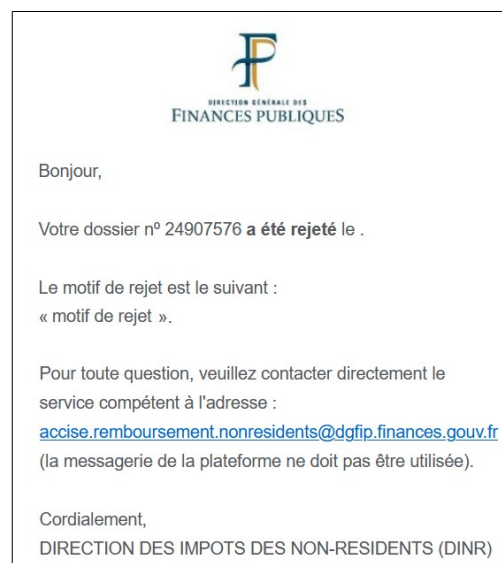 DIRECTION GÉNÉRALE DES
FINANCES PUBLIQUES
Bonjour,
Votre dossier nº 24907576 a été rejeté le .
Le motif de rejet est le suivant :
« motif de rejet ».
Pour toute question, veuillez contacter directement le
service compétent à l'adresse :
accise.remboursement.nonresidents@dgfip.finances.gouv.fr
(la messagerie de la plateforme ne doit pas être utilisée).
Cordialement,
DIRECTION DES IMPOTS DES NON-RESIDENTS (DINR)